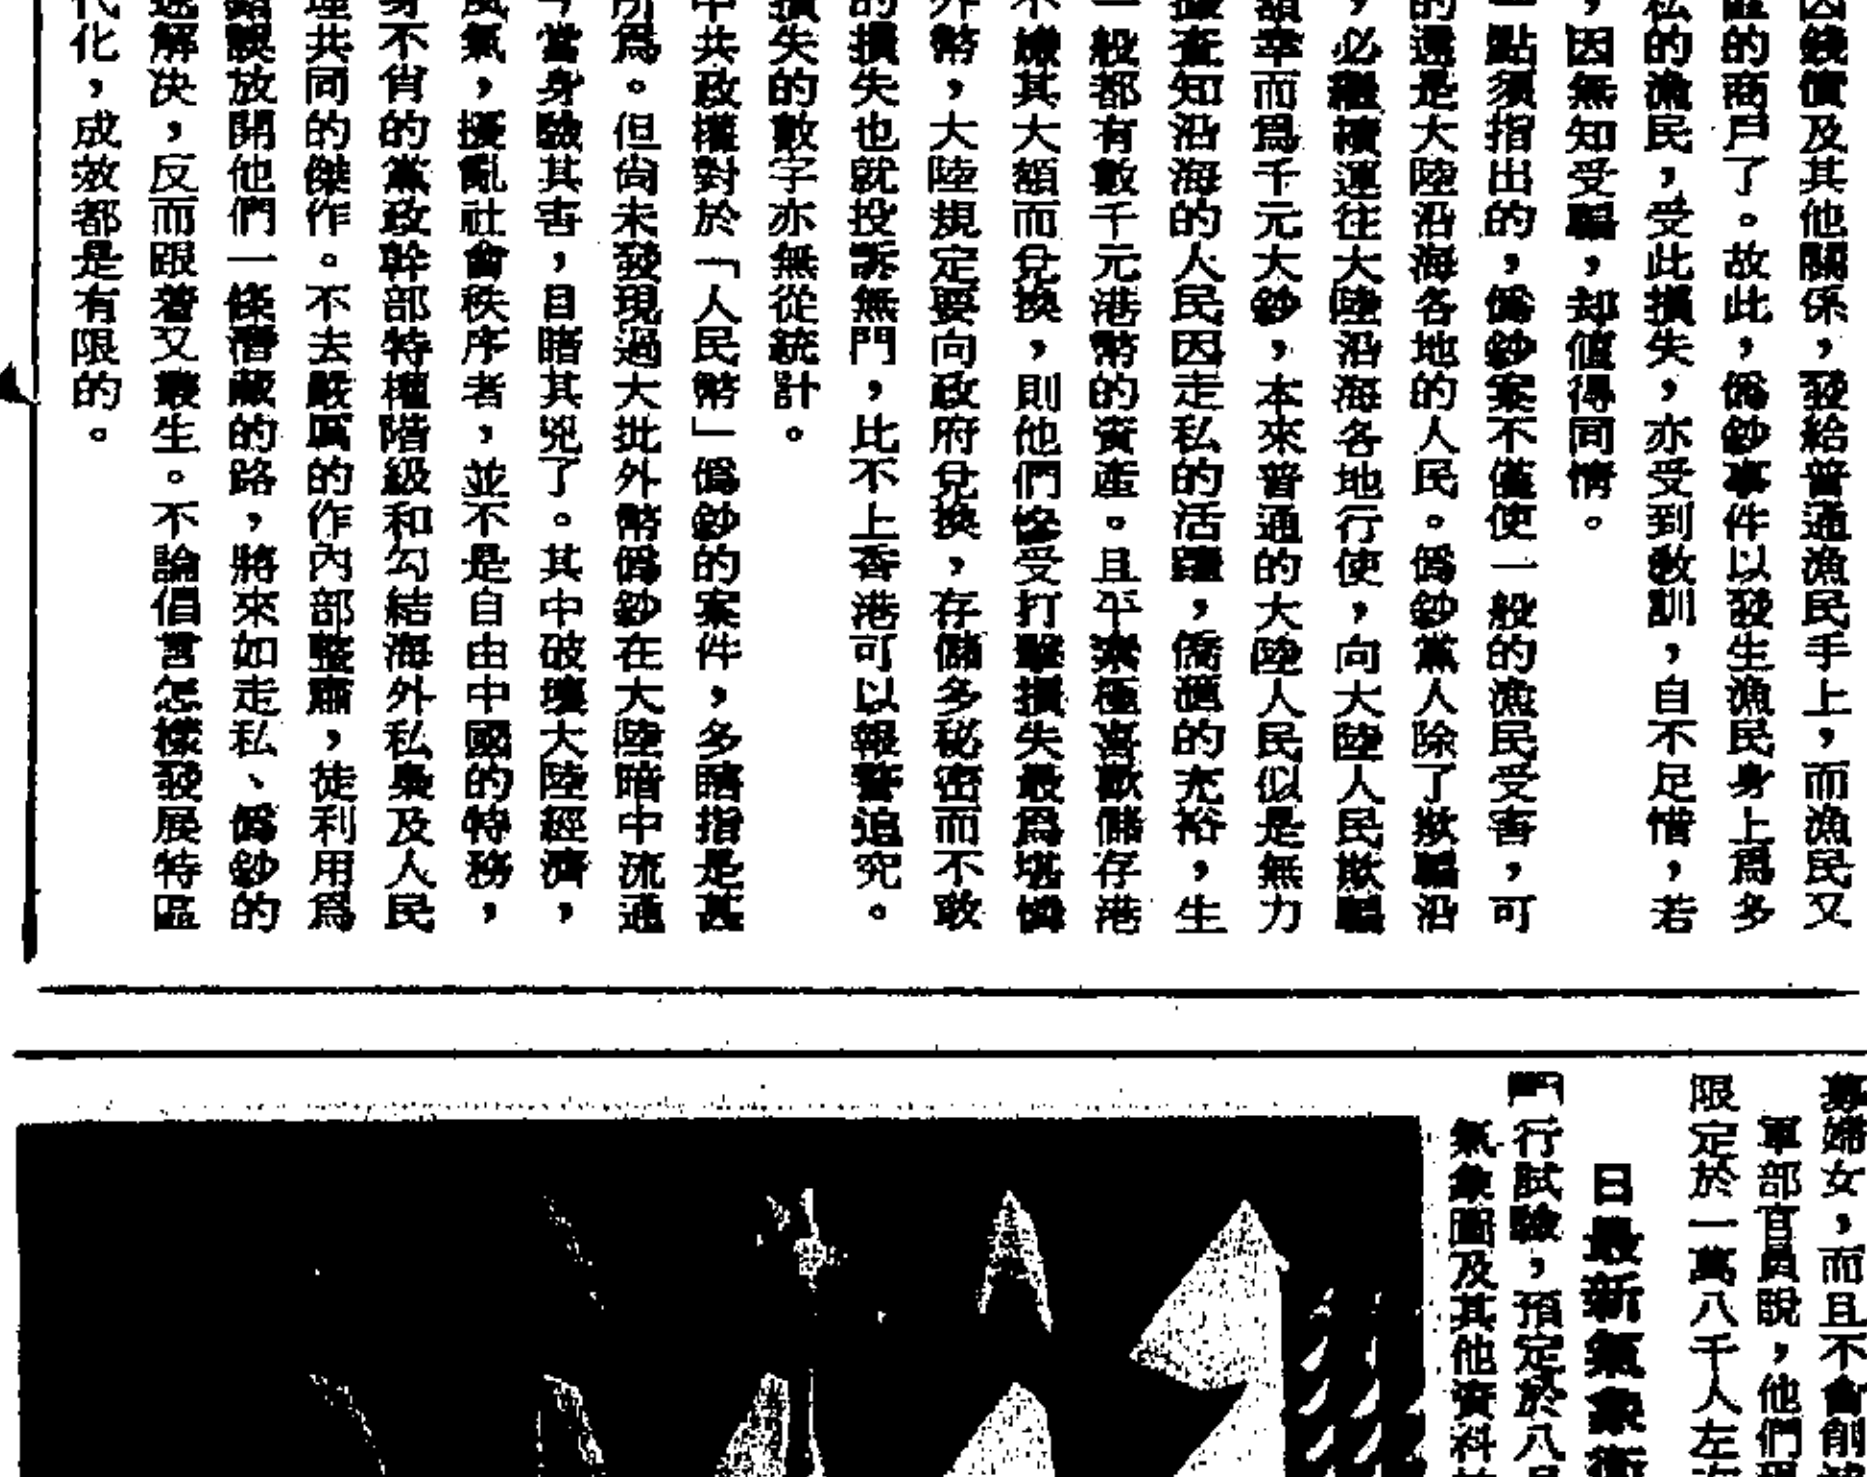 因錢債及其他關係，發給普通漁民手上，而漁民又
的商戶了。故此，僞鈔事件以發生漁民身上爲多
私的漁民，受此損失，亦受到教訓，自不足惜，若
，因無知受騙，却值得同情。
一點須指出的，僞鈔案不僅使一般的漁民受害，可
的還是大陸沿海各地的人民。僞鈔黨人除了欺騙沿
，必繼續運往大陸沿海各地行使，向大陸人民欺騙
額幸而爲千元大鈔，本來普通的大陸人民似是無力
據查知沿海的人民因走私的活躍，僑滙的充裕，生
一般都有數千元港幣的資產。且平素極喜歡儲存港
不嫌其大額而兌換，則他們慘受打擊損失最爲堪憐
外幣，大陸規定要向政府兌換，存儲多秘密而不敢
的損失也就投訴無門，比不上香港可以報警追究。
損失的數字亦無從統計。
中共政權對於「人民幣」僞鈔的案件，多瞎指是甚
所爲。但尙未發現過大批外幣僞鈔在大陸暗中流通
今當身驗其害，目睹其兇了。其中破壞大陸經濟，
風氣，擾亂社會秩序者，並不是自由中國的特務，
身不肖的黨政幹部特權階級和勾結海外私梟及人民
理共同的傑作。不去嚴厲的作內部整肅，徒利用爲
錯誤放開他們一條潛藏的路，將來如走私、僞鈔的
速解决，反而跟着又叢生。不論倡言怎樣發展特區
代化，成效都是有限的。
募婦女，而且不會削減
軍部官員說，他們
限定於一萬八千人左
日最新氣象衛
行試驗，預定於八
氣象圖及其他資料